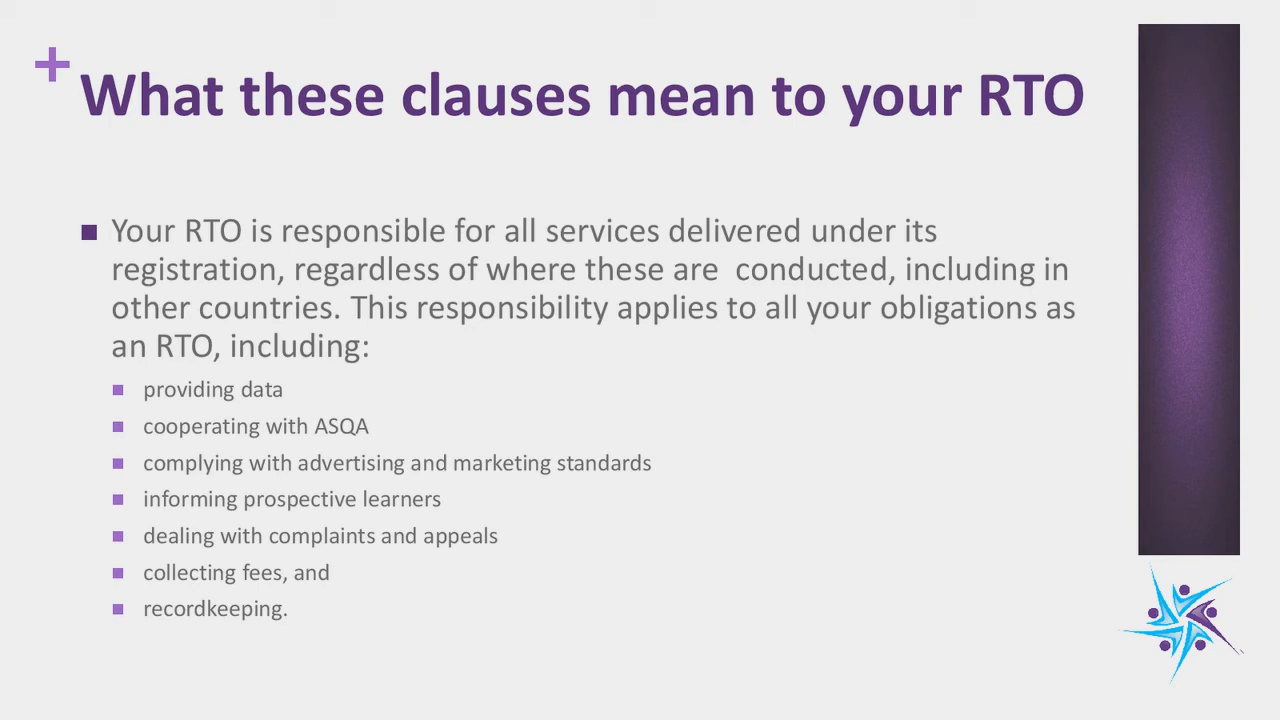 +
What these clauses mean to your RTO
Your RTO is responsible for all services delivered under its
registration, regardless of where these are  conducted, including in
other countries. This responsibility applies to all your obligations as
an RTO, including:
providing data
cooperating with ASQA
complying with advertising and marketing standards
informing prospective learners
dealing with complaints and appeals
collecting fees, and
recordkeeping.